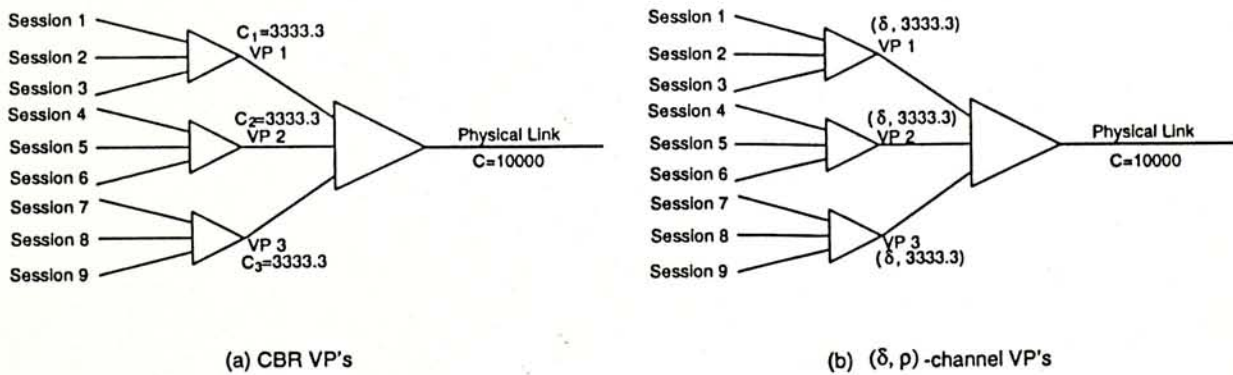 Session 1
Session 2
Session 3
C₁=3333.3
VP 1
Session 4
Session 5
Session 6
C₂=3333.3
VP 2
Session 7
Session 8
Session 9
VP 3
C₃=3333.3
Physical Link
C=10000
(a) CBR VP's
Session 1
Session 2
Session 3
(δ, 3333.3)
VP 1
Session 4
Session 5
Session 6
(δ, 3333.3)
VP 2
Session 7
Session 8
Session 9
VP 3
(δ, 3333.3)
Physical Link
C=10000
(b) (δ, ρ) -channel VP's